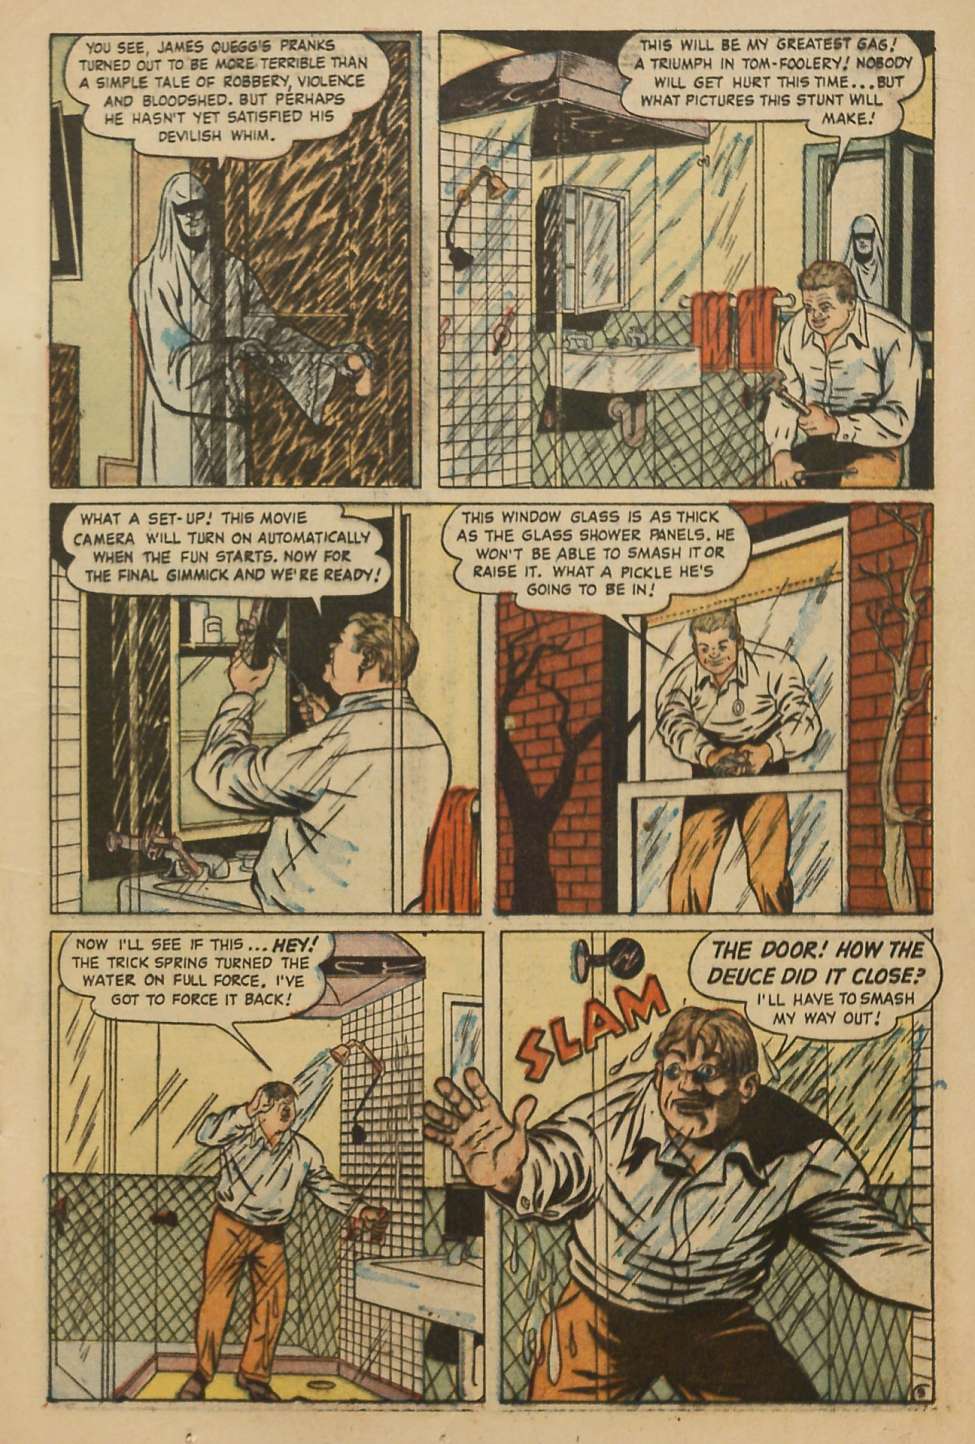 YOU SEE, JAMES QUEGG'S PRANKS
TURNED OUT TO BE MORE TERRIBLE THAN
A SIMPLE TALE OF ROBBERY, VIOLENCE
AND BLOODSHED. BUT PERHAPS
HE HASN'T YET SATISFIED HIS
DEVILISH WHIM.
THIS WILL BE MY GREATEST GAG!
A TRIUMPH IN TOM-FOOLERY! NOBODY
WILL GET HURT THIS TIME...BUT
WHAT PICTURES THIS STUNT WILL
MAKE!
WHAT A SET-UP! THIS MOVIE
CAMERA WILL TURN ON AUTOMATICALLY
WHEN THE FUN STARTS. NOW FOR
THE FINAL GIMMICK AND WE'RE READY!
THIS WINDOW GLASS IS AS THICK
AS THE GLASS SHOWER PANELS. HE
WON'T BE ABLE TO SMASH IT OR
RAISE IT. WHAT A PICKLE HE'S
GOING TO BE IN!
NOW I'LL SEE IF THIS ... HEY!
THE TRICK SPRING TURNED THE
WATER ON FULL FORCE. I'VE
GOT TO FORCE IT BACK!
SLAM
THE DOOR! HOW THE
DEUCE DID IT CLOSE?
I'LL HAVE TO SMASH
MY WAY OUT!